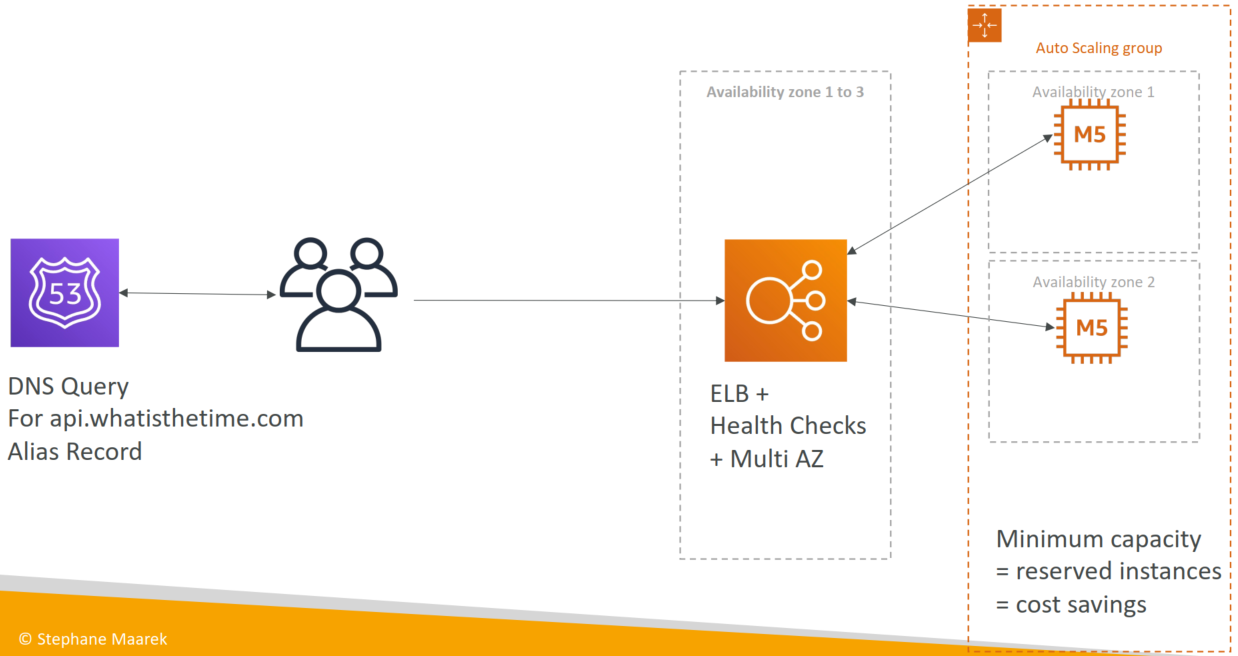 Auto Scaling group
Availability zone 1 to 3
Availability zone 1
M5
53
Availability zone 2
M5
DNS Query
For api.whatisthetime.com
Alias Record
ELB +
Health Checks
+ Multi AZ
Minimum capacity
= reserved instances
= cost savings
© Stephane Maarek